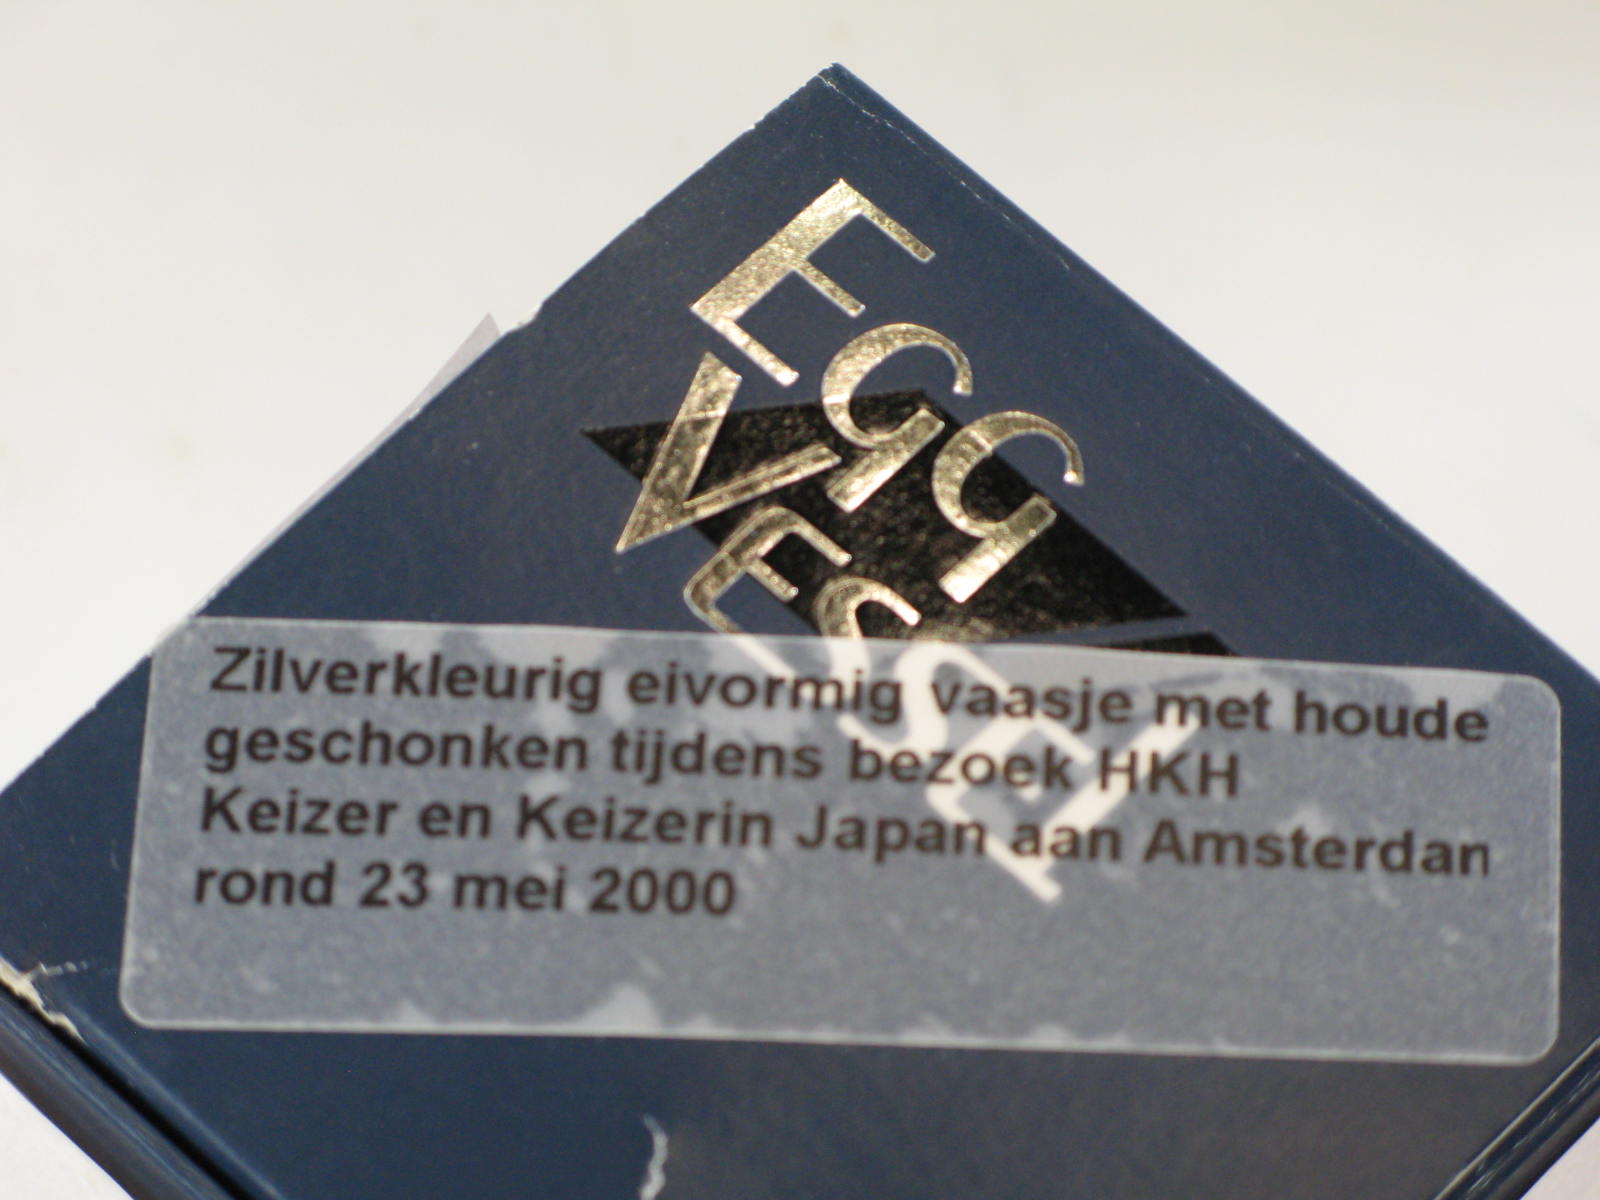 Egg
Vessel
Zilverkleurig eivormig vaasje met houde
geschonken tijdens bezoek HKH
Keizer en Keizerin Japan aan Amsterdan
rond 23 mei 2000